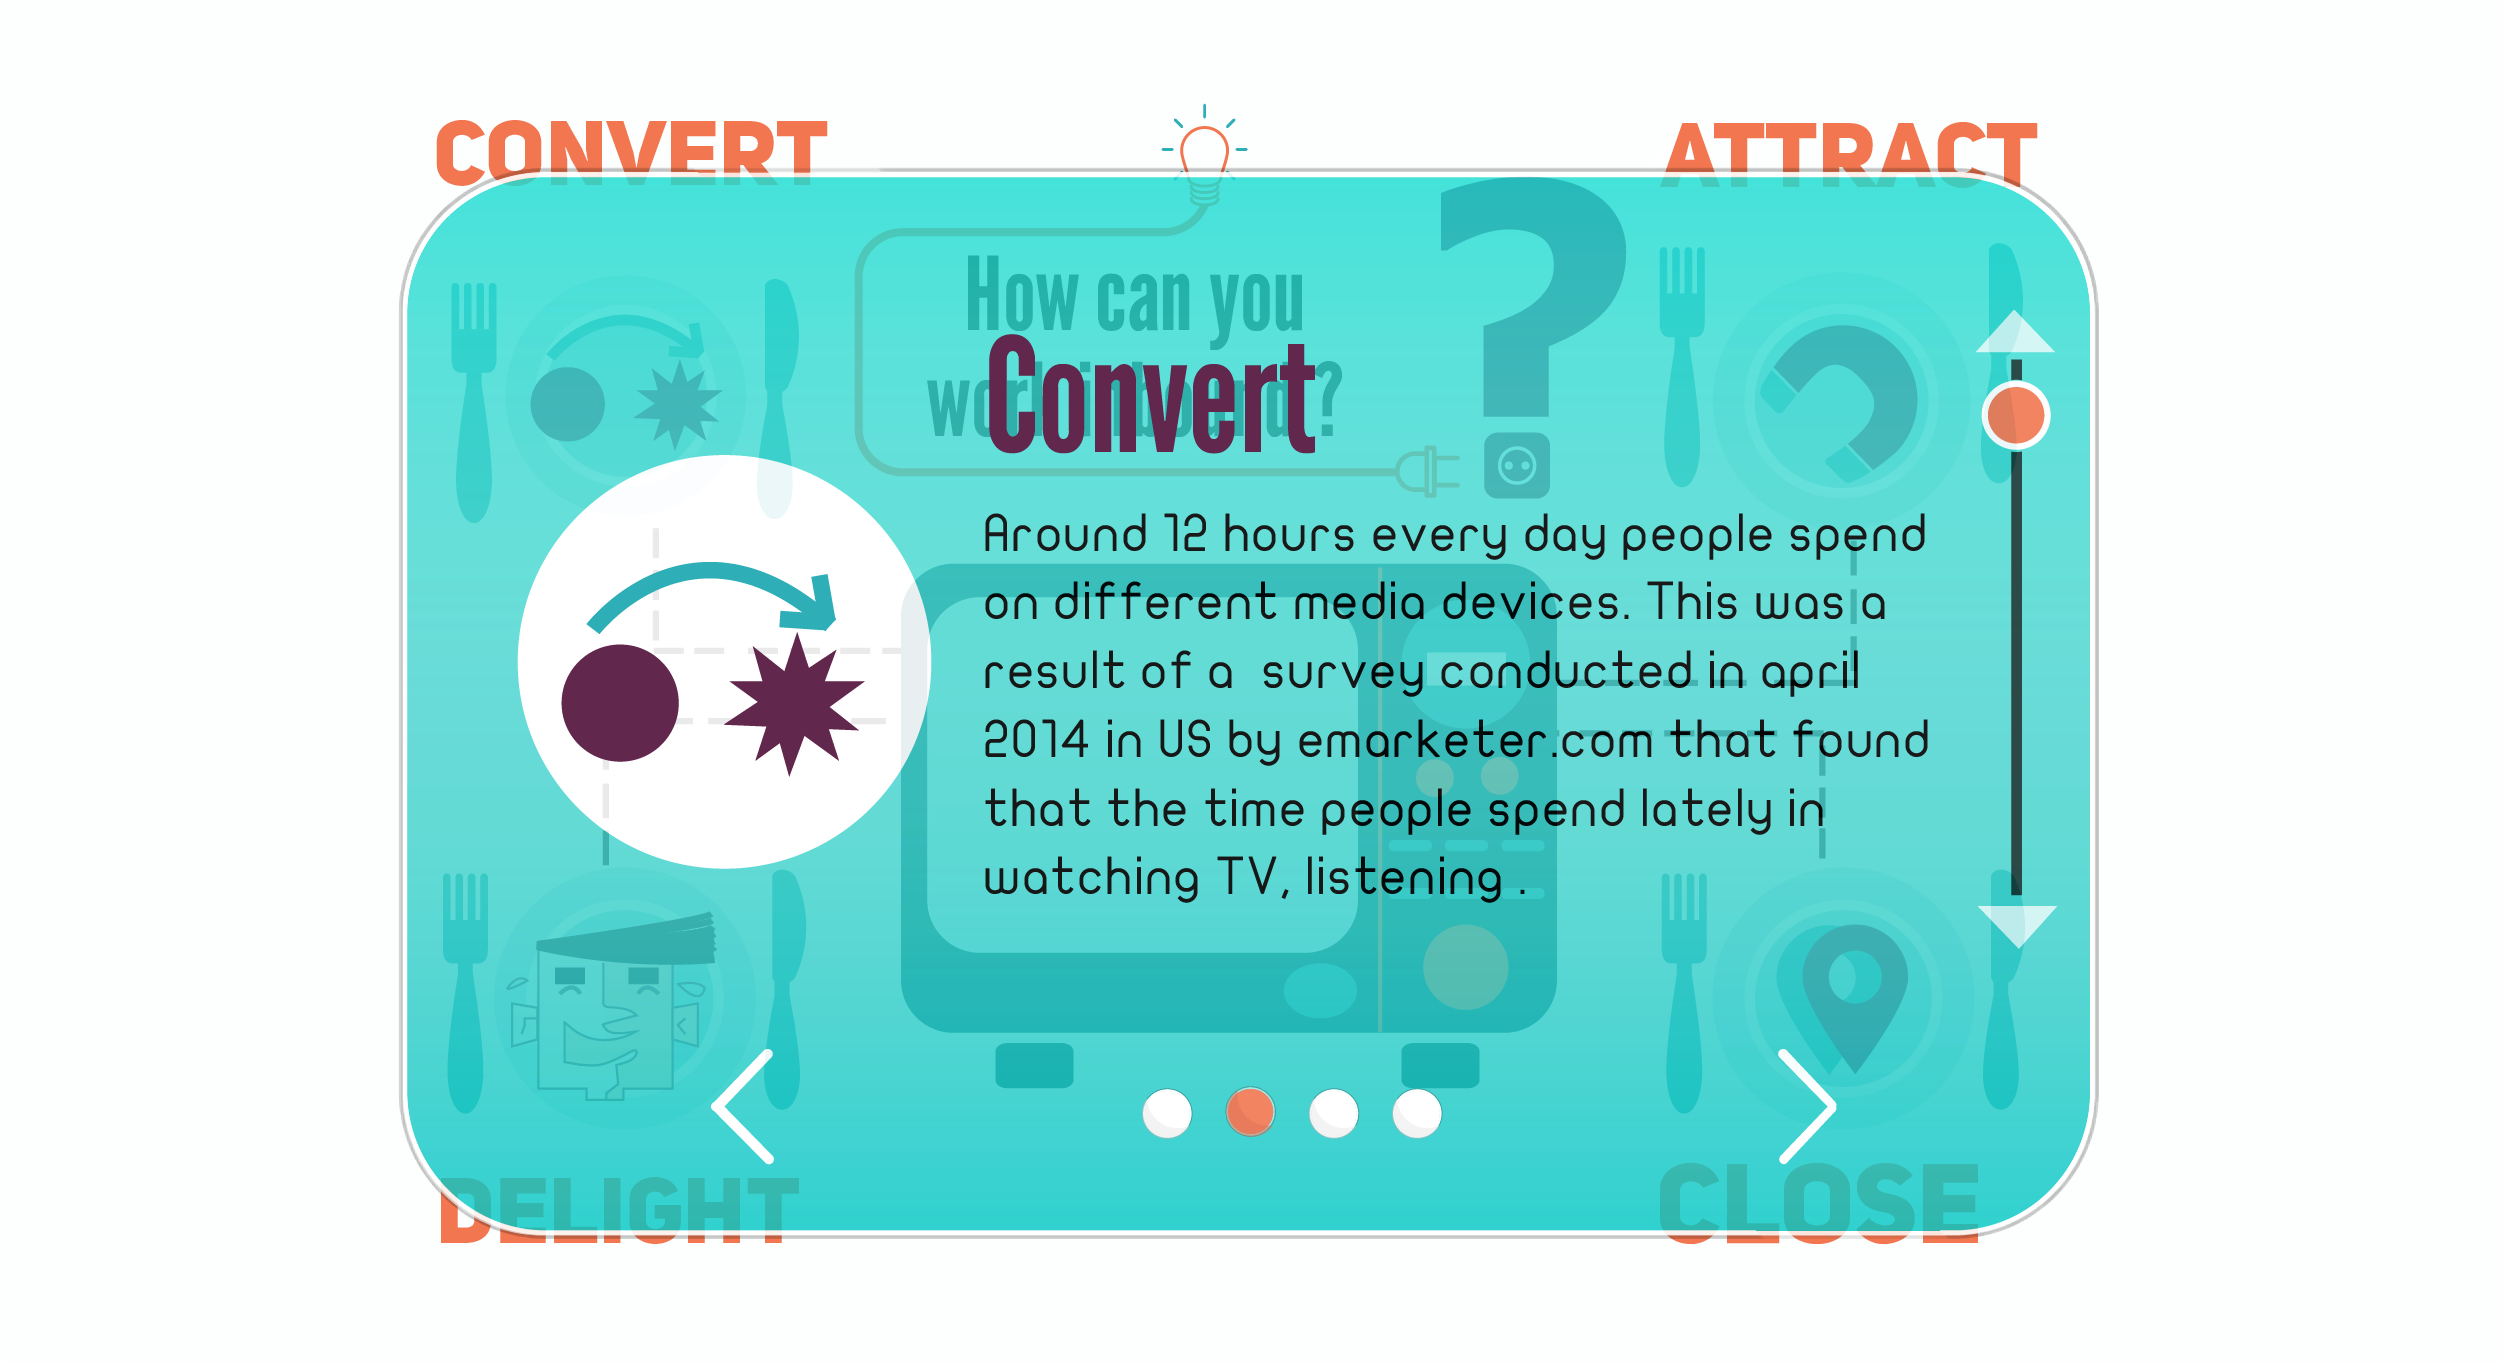 CONVERT
ATTRACT
How can you
work inbound?
Convert
Around 12 hours every day people spend
on different media devices. This was a
result of a survey conducted in april
2014 in US by emarketer.com that found
that the time people spend lately in
watching TV, listening .
DELIGHT
CLOSE